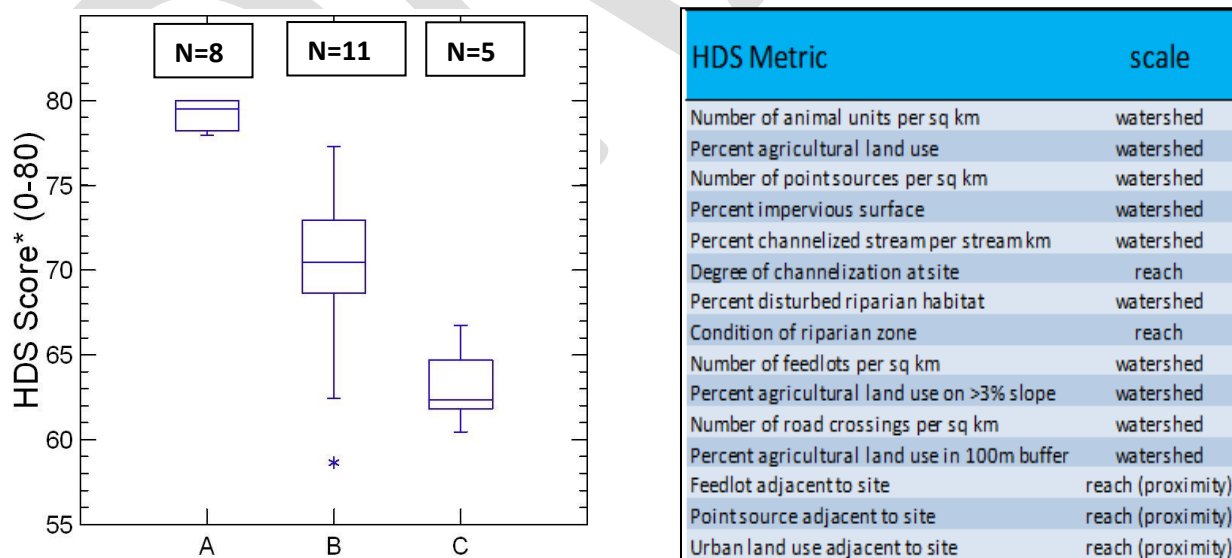 N=8 N=11 N=5
HDS Score* (0-80)
80
75
70
65
60
55
A B C
HDS Metric scale
Number of animal units per sq km watershed
Percent agricultural land use watershed
Number of point sources per sq km watershed
Percent impervious surface watershed
Percent channelized stream per stream km watershed
Degree of channelization at site reach
Percent disturbed riparian habitat watershed
Condition of riparian zone reach
Number of feedlots per sq km watershed
Percent agricultural land use on >3% slope watershed
Number of road crossings per sq km watershed
Percent agricultural land use in 100m buffer watershed
Feedlot adjacent to site reach (proximity)
Point source adjacent to site reach (proximity)
Urban land use adjacent to site reach (proximity)